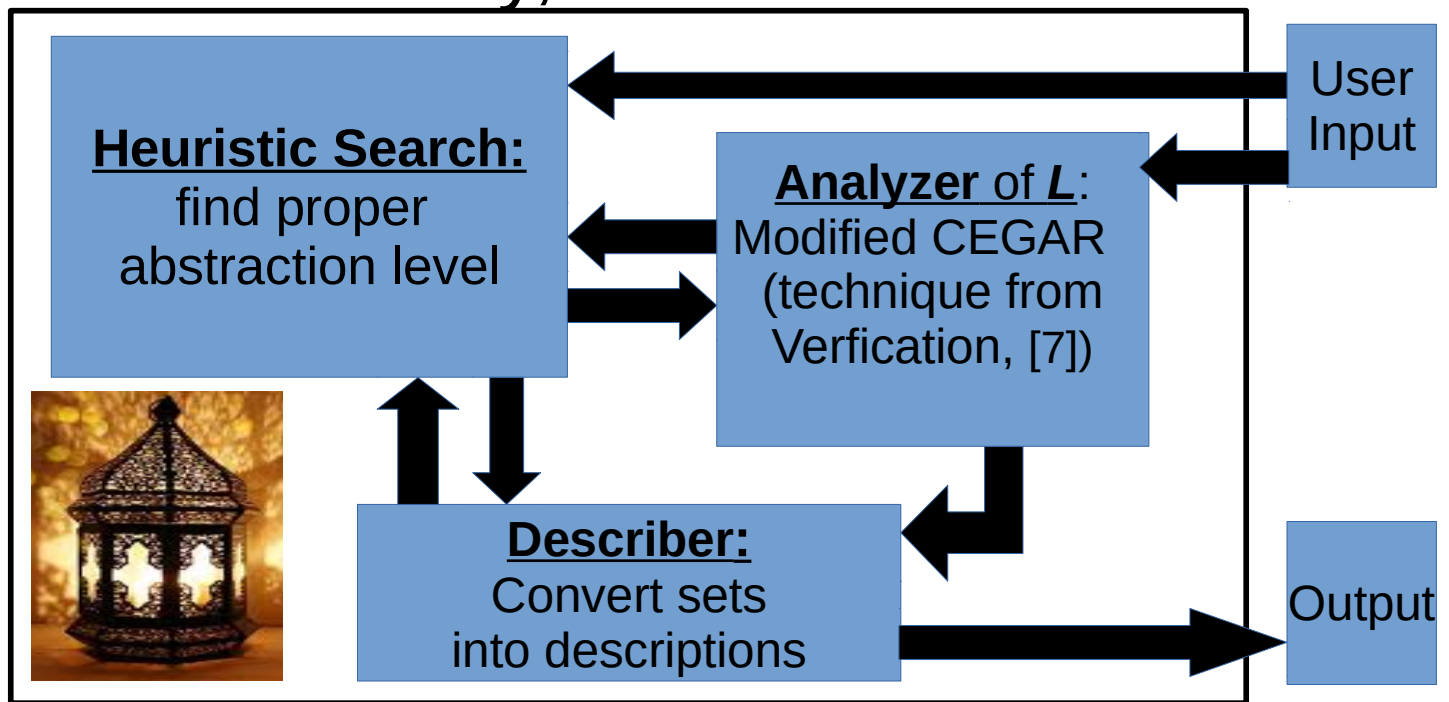 Heuristic Search:
find proper
abstraction level
Analyzer of L:
Modified CEGAR
(technique from
Verfication, [7])
User
Input
Describer:
Convert sets
into descriptions
Output